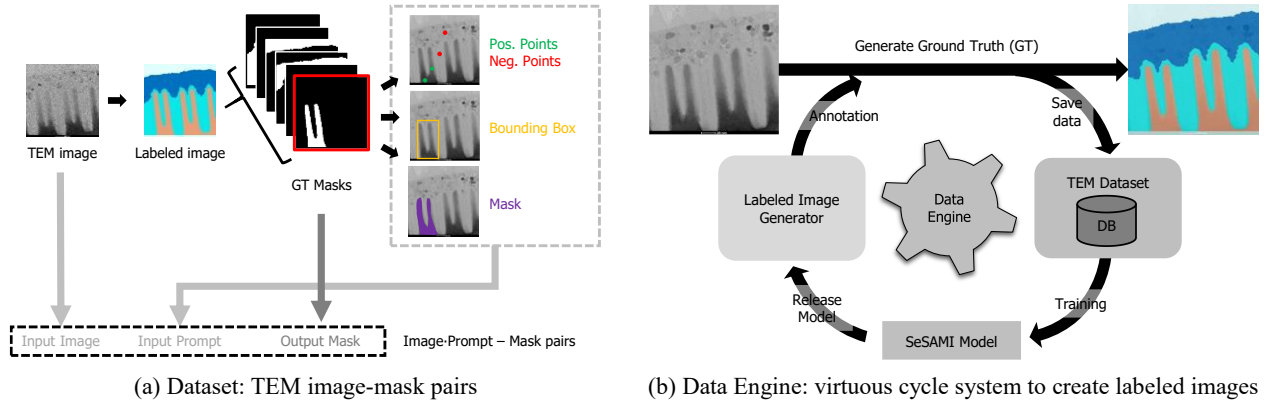 Pos. Points
Neg. Points
Bounding Box
Mask
TEM image
Labeled image
GT Masks
Input Image
Input Prompt
Output Mask
Image·Prompt – Mask pairs
(a) Dataset: TEM image-mask pairs
Generate Ground Truth (GT)
Annotation
Save
data
Labeled Image
Generator
Data
Engine
TEM Dataset
DB
Release
Model
Training
SeSAMI Model
(b) Data Engine: virtuous cycle system to create labeled images